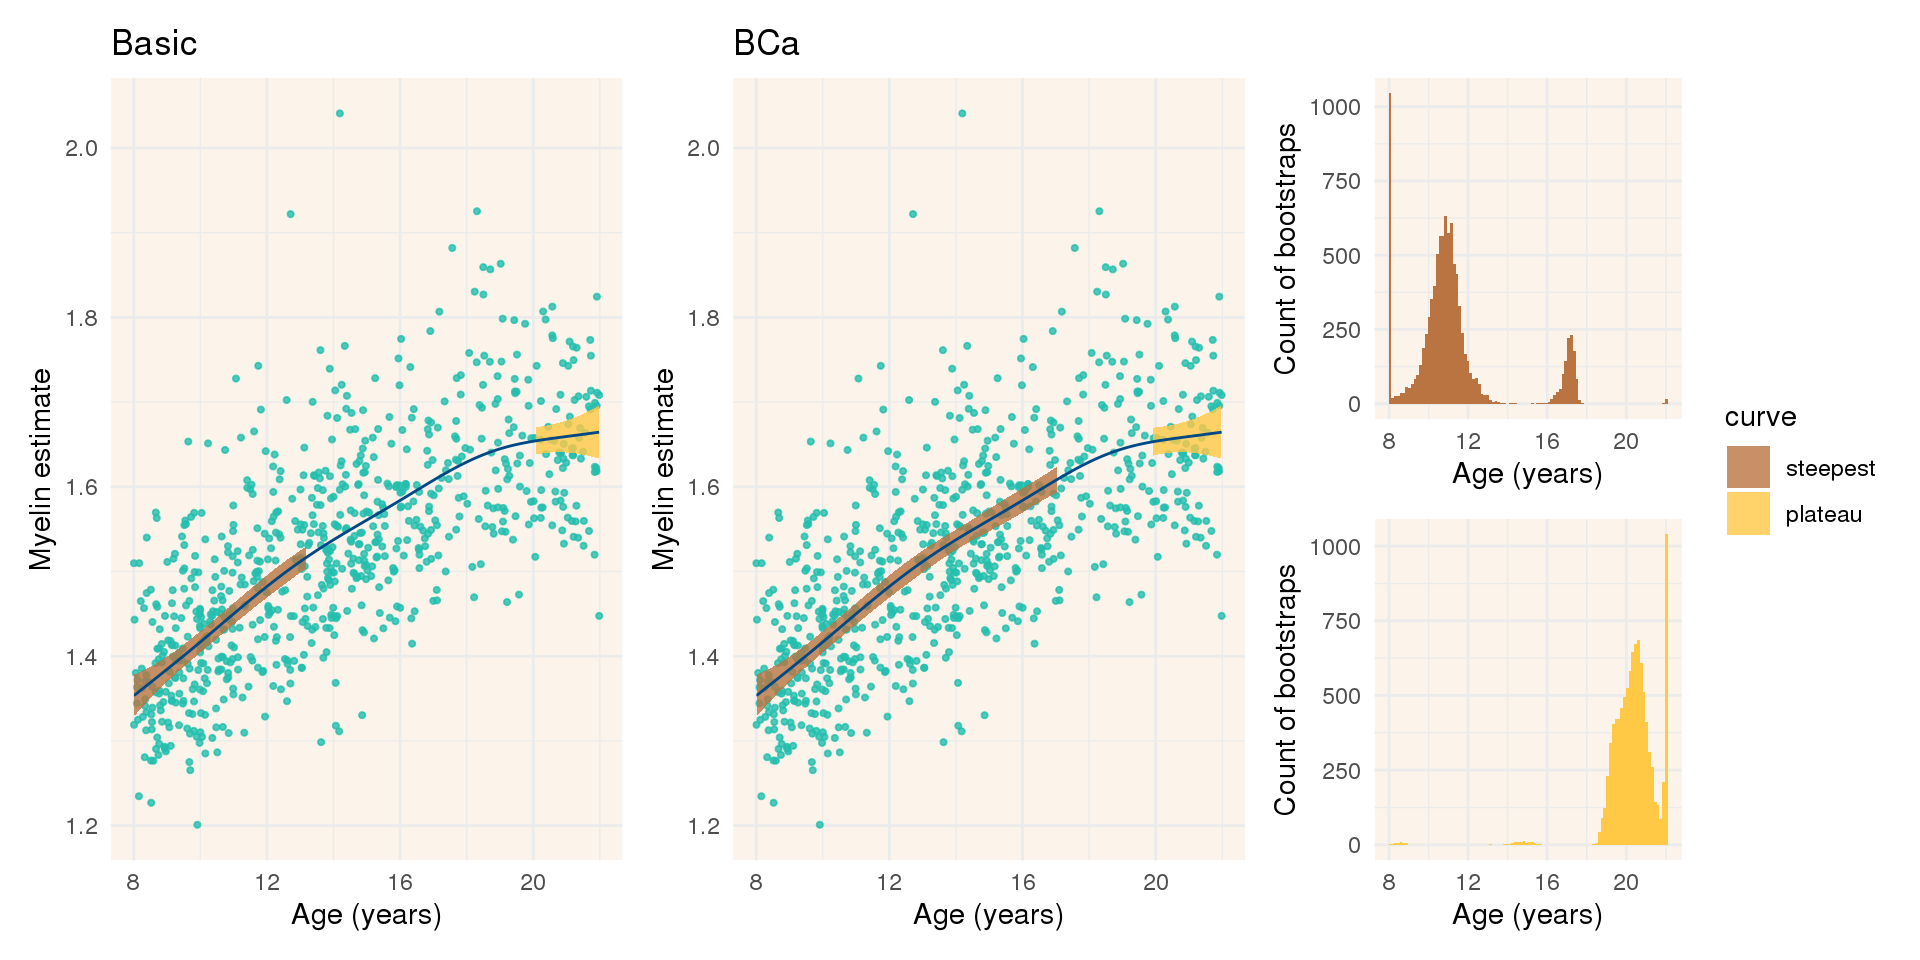 Basic
Myelin estimate
2.0
1.8
1.6
1.4
1.2
8 12 16 20
Age (years)
BCa
Myelin estimate
2.0
1.8
1.6
1.4
1.2
8 12 16 20
Age (years)
Count of bootstraps
1000
750
500
250
0
8 12 16 20
Age (years)
Count of bootstraps
1000
750
500
250
0
8 12 16 20
Age (years)
curve
steepest
plateau